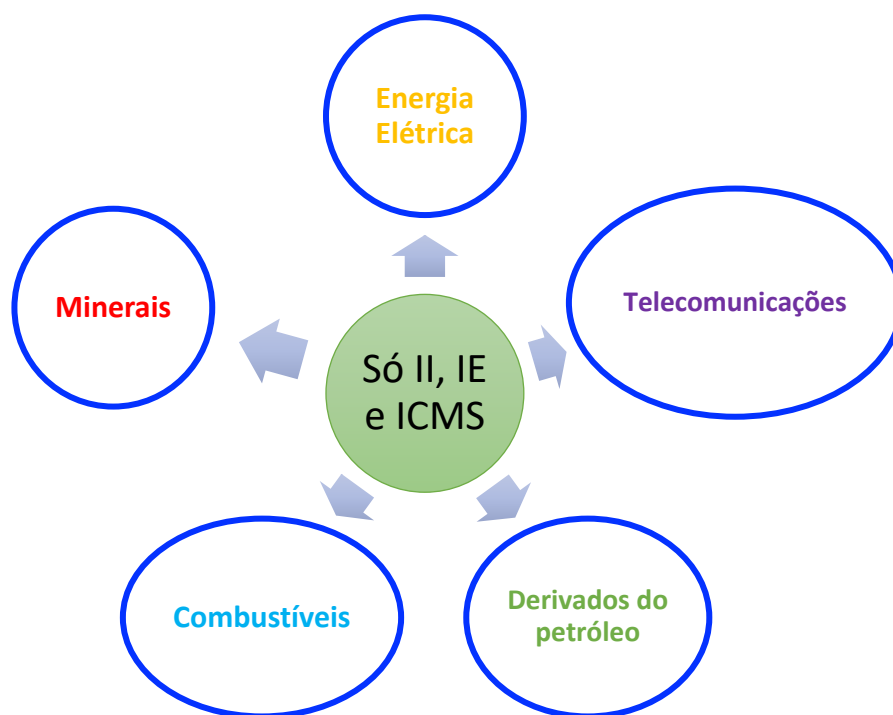 Energia
Elétrica
Minerais
Telecomunicações
Só II, IE
e ICMS
Combustíveis
Derivados do
petróleo